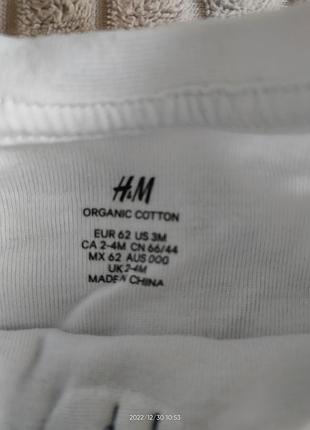 H&M
ORGANIC COTTON
EUR 62 US 3M
CA 2-4M CN 66/44
MX 62 AUS 000
UK 2-4M
MADE CHINA
2022/12/30 10:53